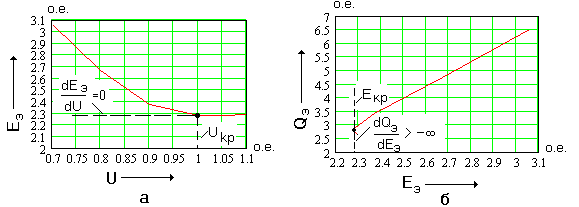 о.е.
3.1
3
2.9
2.8
2.7
2.6
2.5
2.4
2.3
2.2
2.1
2
Eэ
dEэ
dU
=0
Uкр
0.7 0.75 0.8 0.85 0.9 0.95 1 1.05 1.1
о.е.
U
а
о.е.
7
6.5
6
5.5
5
4.5
4
3.5
3
2.5
2
Qэ
Eкр
dQэ
dEэ
> -∞
2.2 2.3 2.4 2.5 2.6 2.7 2.8 2.9 3 3.1
о.е.
Eэ
б